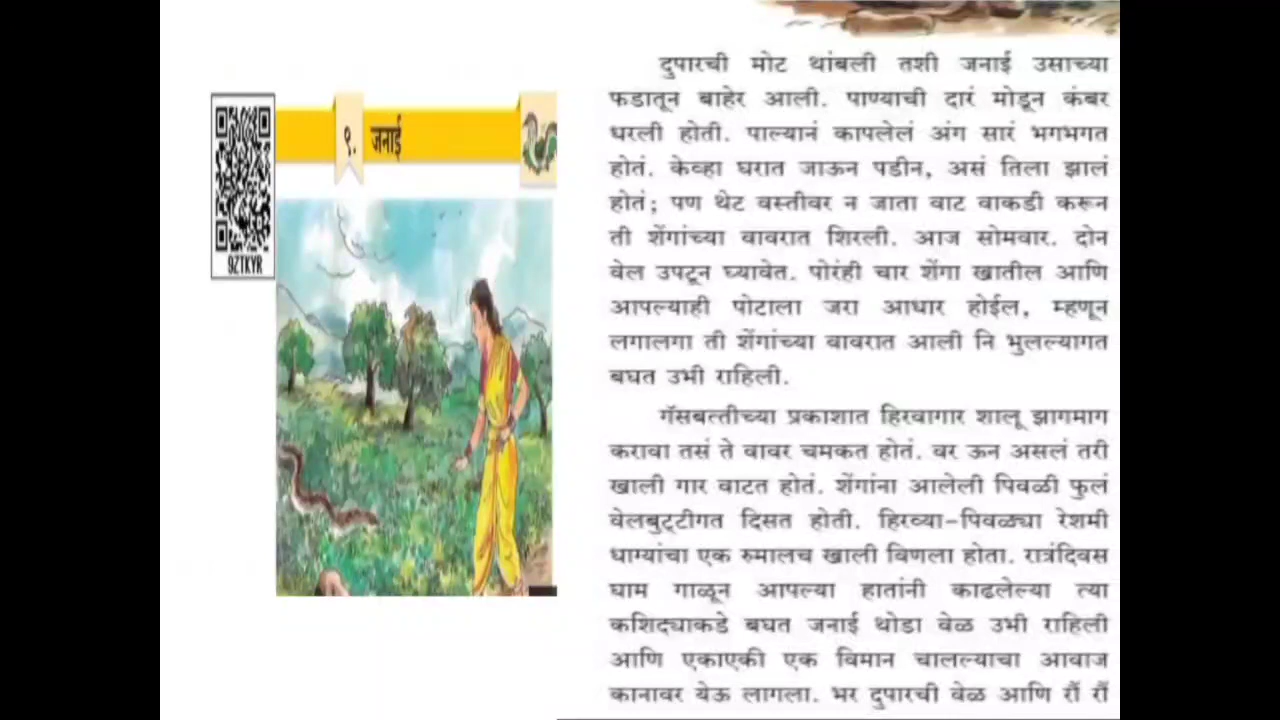 ९. जनाई
9ZTKYR
दुपारची मोट थांबली तशी जनाई उसाच्या
फडातून बाहेर आली. पाण्याची दारं मोडून कंबर
धरली होती. पाल्यानं कापलेलं अंग सारं भगभगत
होतं. केव्हा घरात जाऊन पडीन, असं तिला झालं
होतं; पण थेट वस्तीवर न जाता वाट वाकडी करून
ती शेंगांच्या वावरात शिरली. आज सोमवार. दोन
वेल उपटून घ्यावेत. पोरंही चार शेंगा खातील आणि
आपल्याही पोटाला जरा आधार होईल, म्हणून
लगालगा ती शेंगांच्या वावरात आली नि भुलल्यागत
बघत उभी राहिली.
गॅसबत्तीच्या प्रकाशात हिरवागार शालू झागमाग
करावा तसं ते वावर चमकत होतं. वर ऊन असलं तरी
खाली गार वाटत होतं. शेंगांना आलेली पिवळी फुलं
वेलबुट्टीगत दिसत होती. हिरव्या-पिवळ्या रेशमी
धाग्यांचा एक रुमालच खाली विणला होता. रात्रंदिवस
घाम गाळून आपल्या हातांनी काढलेल्या त्या
कशिद्याकडे बघत जनाई थोडा वेळ उभी राहिली
आणि एकाएकी एक विमान चालल्याचा आवाज
कानावर येऊ लागला. भर दुपारची वेळ आणि रौं रौं